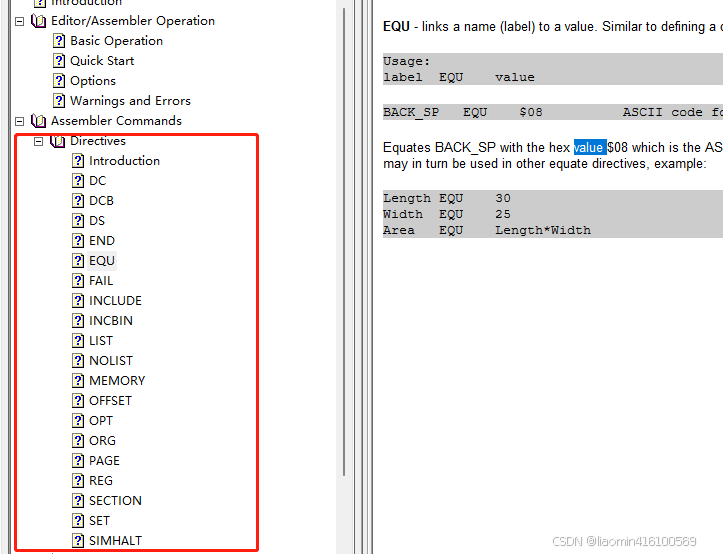 Introduction
Editor/Assembler Operation
Basic Operation
Quick Start
Options
Warnings and Errors
Assembler Commands
Directives
Introduction
DC
DCB
DS
END
EQU
FAIL
INCLUDE
INCBIN
LIST
NOLIST
MEMORY
OFFSET
OPT
ORG
PAGE
REG
SECTION
SET
SIMHALT
EQU - links a name (label) to a value. Similar to defining a
Usage:
label EQU value
BACK_SP EQU $08 ASCII code fo
Equates BACK_SP with the hex value $08 which is the AS
may in turn be used in other equate directives, example:
Length EQU 30
Width EQU 25
Area EQU Length*Width
CSDN @liaomin416100569